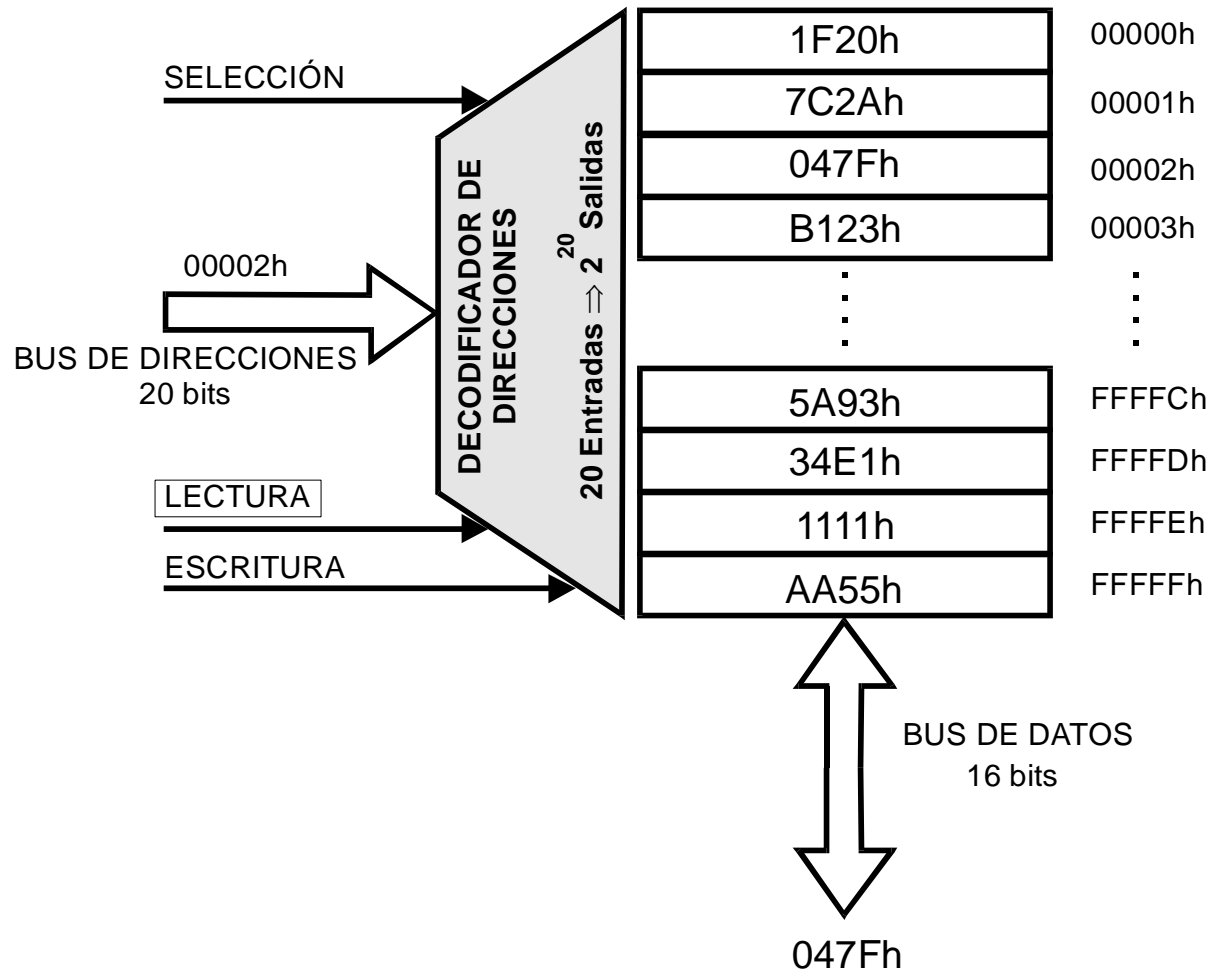 SELECCIÓN
00002h
BUS DE DIRECCIONES
20 bits
LECTURA
ESCRITURA
DECODIFICADOR DE
DIRECCIONES
20 Entradas ⇒ 2^20 Salidas
1F20h 00000h
7C2Ah 00001h
047Fh 00002h
B123h 00003h
5A93h FFFFCh
34E1h FFFFDh
1111h FFFFEh
AA55h FFFFFh
BUS DE DATOS
16 bits
047Fh